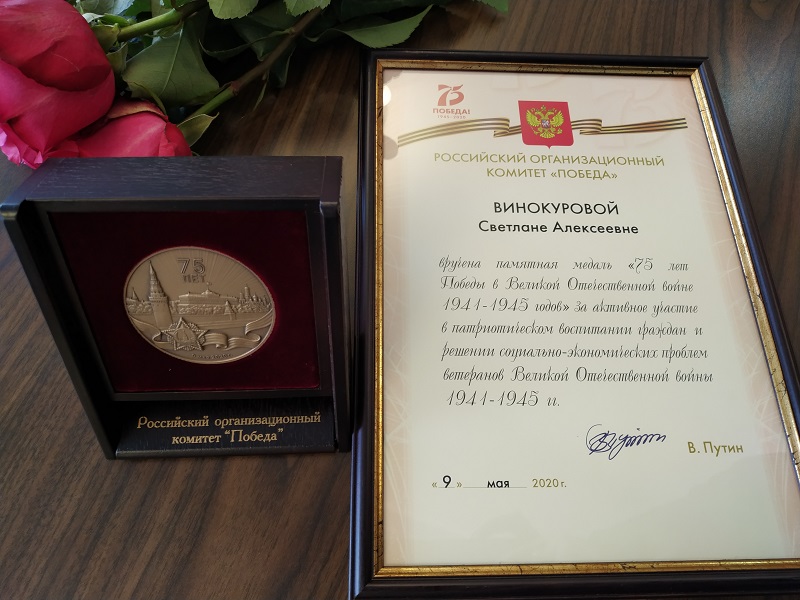 75
ЛЕТ
Российский организационный
комитет "Победа"
75
ПОБЕДА!
1945-2020
РОССИЙСКИЙ ОРГАНИЗАЦИОННЫЙ
КОМИТЕТ «ПОБЕДА»
ВИНОКУРОВОЙ
Светлане Алексеевне
вручена памятная медаль «75 лет
Победы в Великой Отечественной войне
1941-1945 годов» за активное участие
в патриотическом воспитании граждан и
решении социально-экономических проблем
ветеранов Великой Отечественной войны
1941-1945 гг.
В. Путин
« 9 » мая 2020 г.